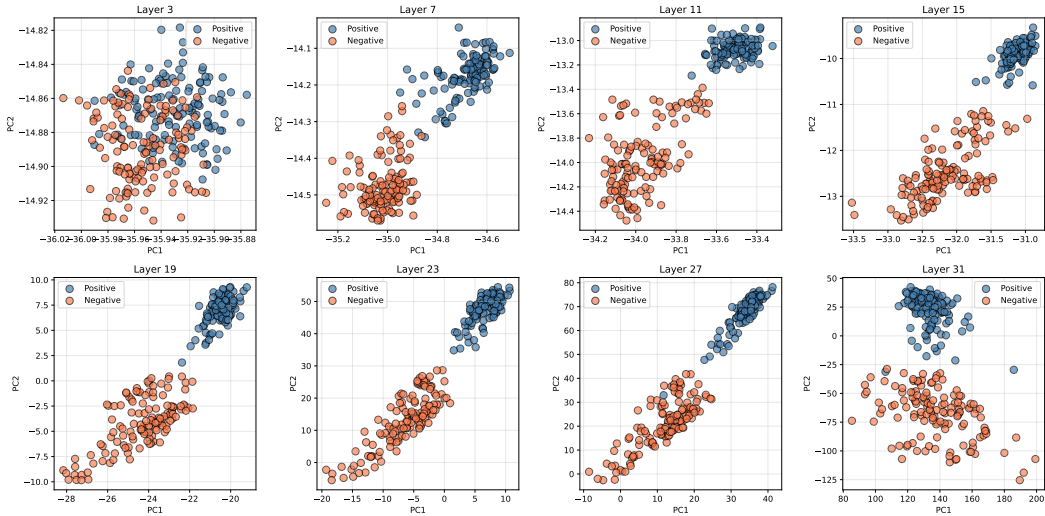 Layer 3
Positive
Negative
−14.82
−14.84
−14.86
−14.88
−14.90
−14.92
PC2
−36.02
−36.00
−35.98
−35.96
−35.94
−35.92
−35.90
−35.88
PC1
Layer 7
Positive
Negative
−14.1
−14.2
−14.3
−14.4
−14.5
PC2
−35.2
−35.0
−34.8
−34.6
PC1
Layer 11
Positive
Negative
−13.0
−13.2
−13.4
−13.6
−13.8
−14.0
−14.2
−14.4
PC2
−34.2
−34.0
−33.8
−33.6
−33.4
PC1
Layer 15
Positive
Negative
−10
−11
−12
−13
PC2
−33.5
−33.0
−32.5
−32.0
−31.5
−31.0
PC1
Layer 19
Positive
Negative
10.0
7.5
5.0
2.5
0.0
−2.5
−5.0
−7.5
−10.0
PC2
−28
−26
−24
−22
−20
PC1
Layer 23
Positive
Negative
50
40
30
20
10
0
PC2
−20
−15
−10
−5
0
5
10
PC1
Layer 27
Positive
Negative
80
70
60
50
40
30
20
10
0
PC2
−10
0
10
20
30
40
PC1
Layer 31
Positive
Negative
50
25
0
−25
−50
−75
−100
−125
PC2
80
100
120
140
160
180
200
PC1